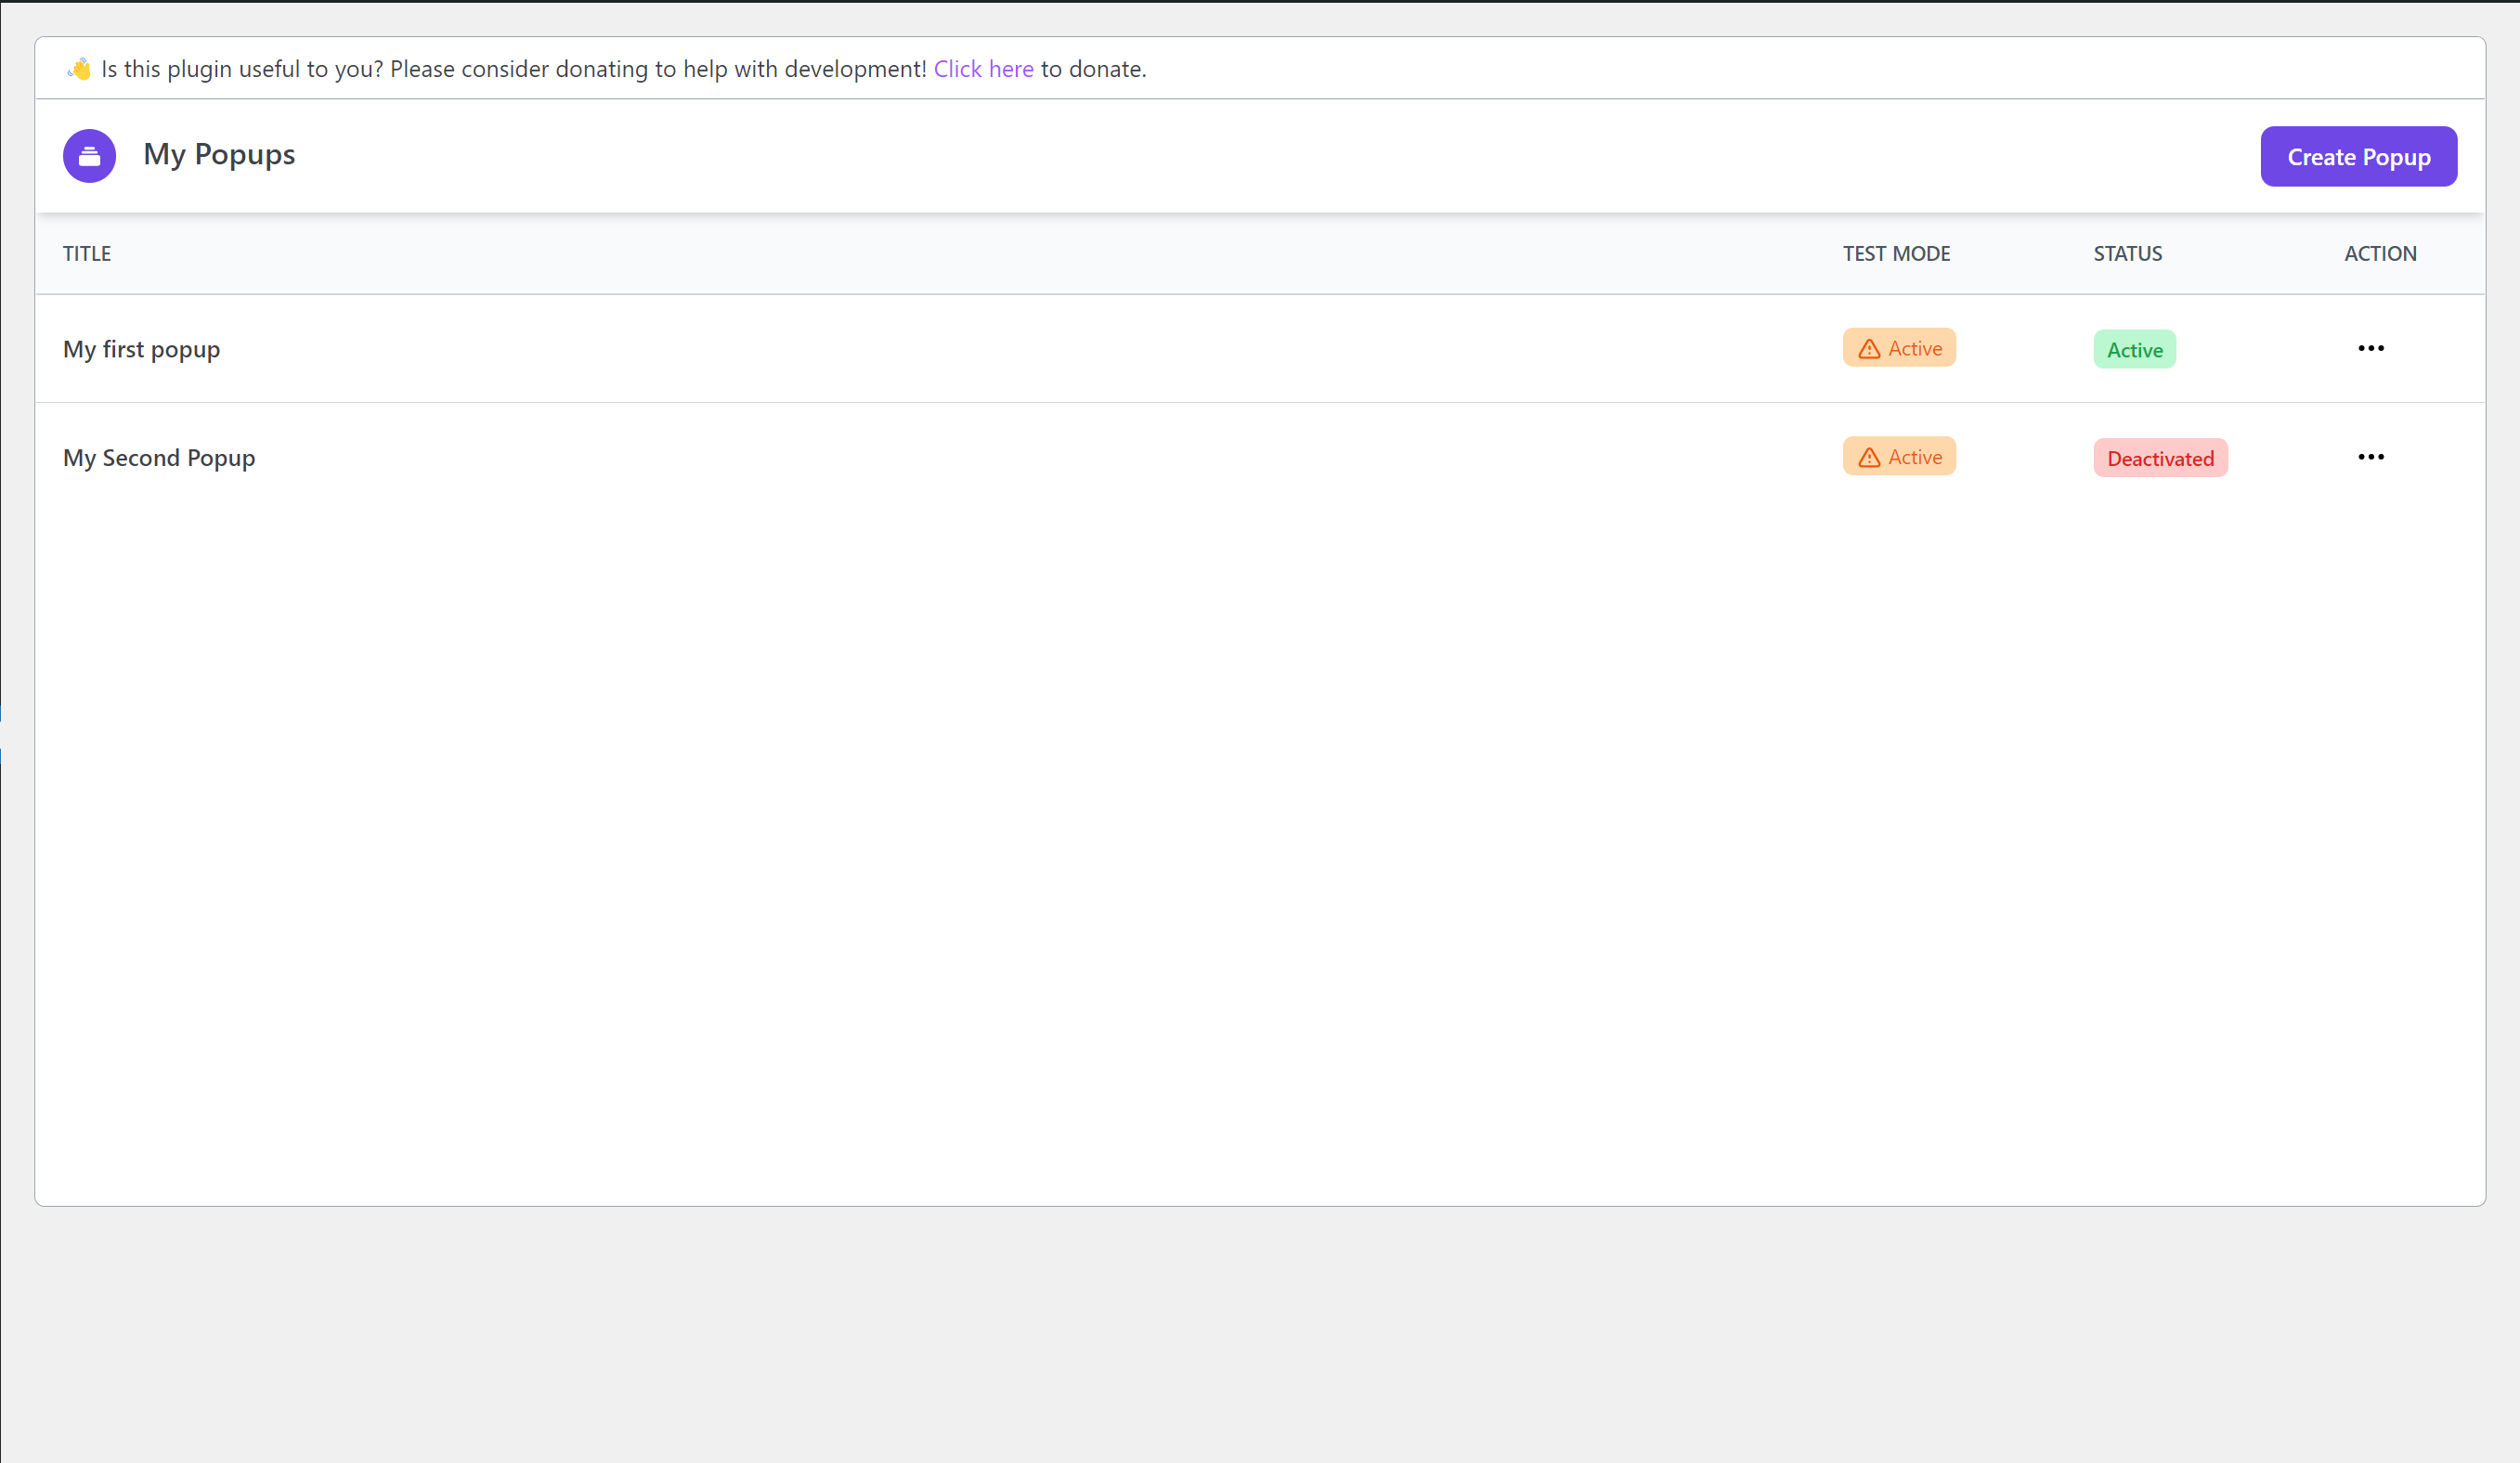 👋 Is this plugin useful to you? Please consider donating to help with development! Click here to donate.
My Popups
Create Popup
TITLE TEST MODE STATUS ACTION
My first popup Active Active
My Second Popup Active Deactivated